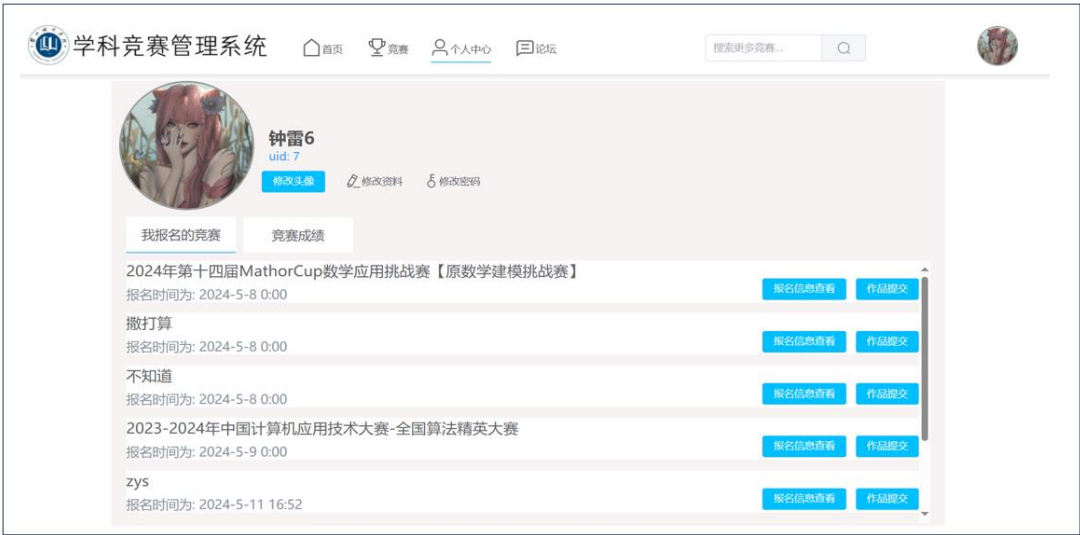 学科竞赛管理系统 首页 竞赛 个人中心 论坛 搜索更多竞赛...
钟雷6
uid: 7
修改头像 修改资料 修改密码
我报名的竞赛 竞赛成绩
2024年第十四届MathorCup数学应用挑战赛【原数学建模挑战赛】
报名时间为: 2024-5-8 0:00 报名信息查看 作品提交
撒打算
报名时间为: 2024-5-8 0:00 报名信息查看 作品提交
不知道
报名时间为: 2024-5-8 0:00 报名信息查看 作品提交
2023-2024年中国计算机应用技术大赛-全国算法精英大赛
报名时间为: 2024-5-9 0:00 报名信息查看 作品提交
zys
报名时间为: 2024-5-11 16:52 报名信息查看 作品提交